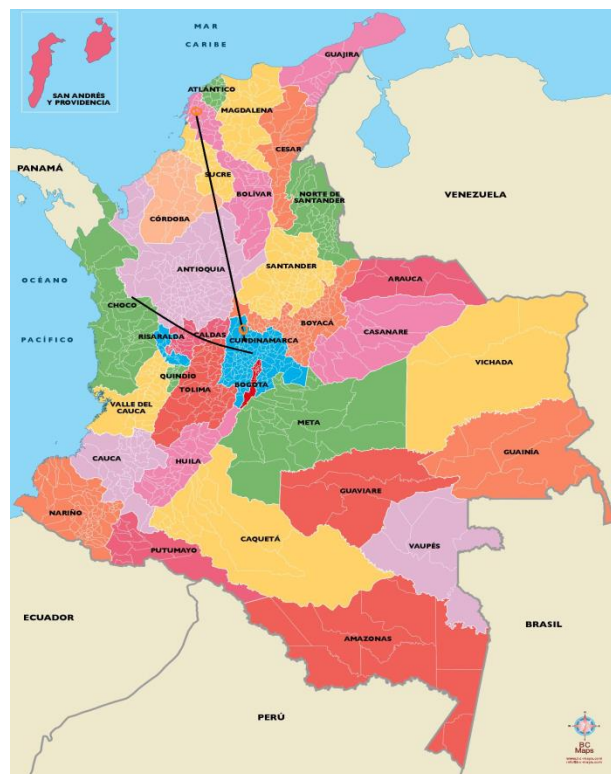 MAR
CARIBE
GUAJIRA
SAN ANDRÉS
Y PROVIDENCIA
ATLÁNTICO
MAGDALENA
CESAR
PANAMÁ
SUCRE
BOLÍVAR
NORTE DE
SANTANDER
VENEZUELA
CÓRDOBA
ANTIOQUIA
SANTANDER
ARAUCA
OCÉANO
CHOCO
BOYACÁ
CASANARE
PACÍFICO
RISARALDA
CALDAS
CUNDINAMARCA
VICHADA
QUINDÍO
TOLIMA
BOGOTA
VALLE DEL
CAUCA
META
CAUCA
HUILA
GUAINÍA
GUAVIARE
NARIÑO
CAQUETÁ
VAUPÉS
PUTUMAYO
ECUADOR
BRASIL
AMAZONAS
PERÚ
BC
Maps